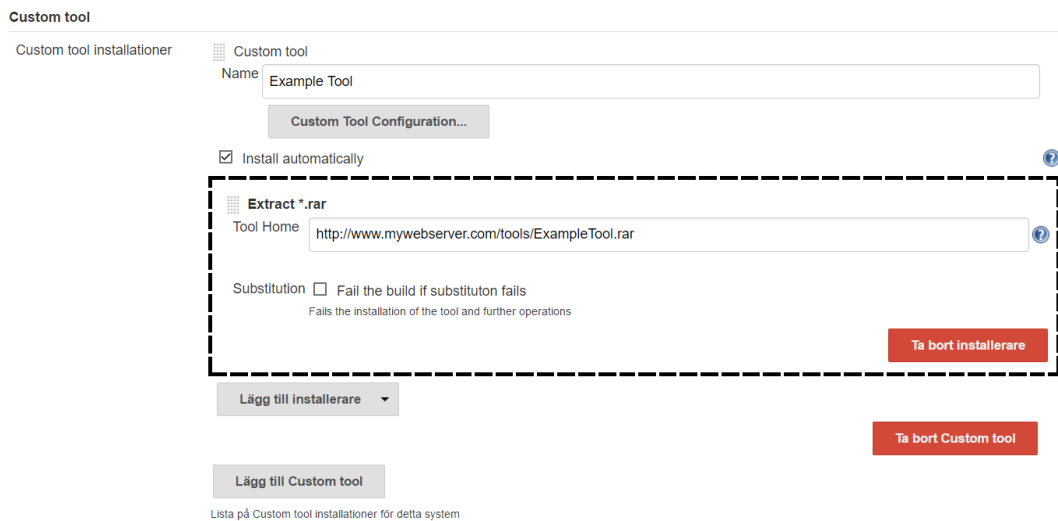 Custom tool
Custom tool installationer
Custom tool
Name
Example Tool
Custom Tool Configuration...
Install automatically
?
Extract *.rar
Tool Home
http://www.mywebserver.com/tools/ExampleTool.rar
?
Substitution
Fail the build if substituton fails
Fails the installation of the tool and further operations
Ta bort installerare
Lägg till installerare
Ta bort Custom tool
Lägg till Custom tool
Lista på Custom tool installationer för detta system